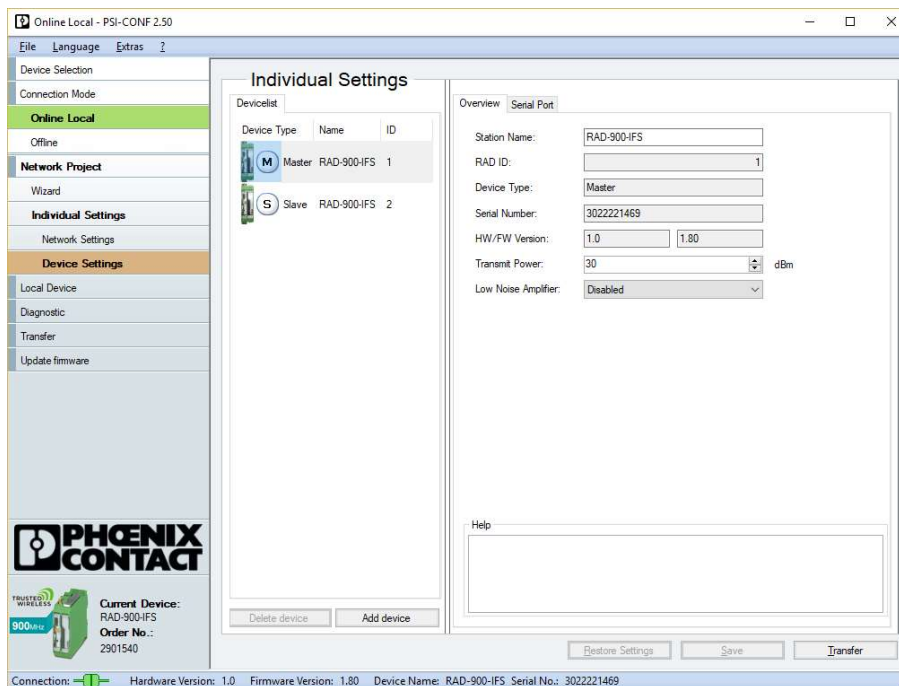 Online Local - PSI-CONF 2.50
File Language Extras ?
Device Selection
Connection Mode
Online Local
Offline
Network Project
Wizard
Individual Settings
Network Settings
Device Settings
Local Device
Diagnostic
Transfer
Update firmware
PHŒNIX
CONTACT
TRUSTED
WIRELESS
900MHz
Current Device:
RAD-900-IFS
Order No.:
2901540
Individual Settings
Devicelist
Device Type Name ID
M Master RAD-900-IFS 1
S Slave RAD-900-IFS 2
Delete device Add device
Overview Serial Port
Station Name: RAD-900-IFS
RAD ID: 1
Device Type: Master
Serial Number: 3022221469
HW/FW Version: 1.0 1.80
Transmit Power: 30 dBm
Low Noise Amplifier: Disabled
Help
Restore Settings Save Transfer
Connection: Hardware Version: 1.0 Firmware Version: 1.80 Device Name: RAD-900-IFS Serial No.: 3022221469